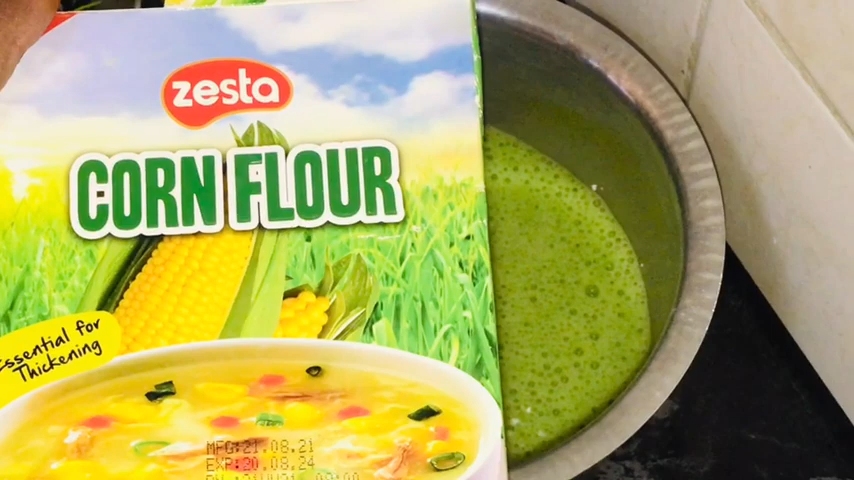 zesta
CORN FLOUR
Essential for
Thickening
MFG:21.08.21
EXP:20.08.24